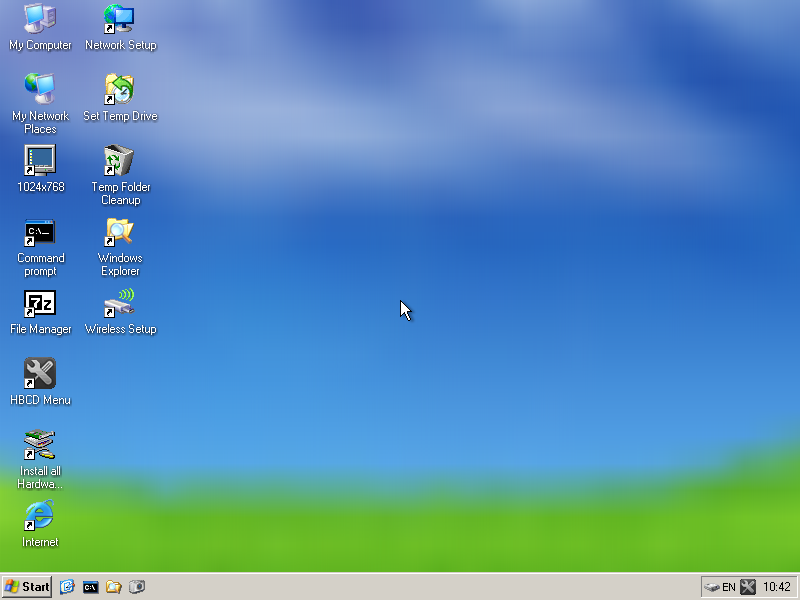 My Computer
Network Setup
My Network
Places
Set Temp Drive
1024x768
Temp Folder
Cleanup
C:\_
Command
prompt
Windows
Explorer
7z
File Manager
Wireless Setup
HBCD Menu
Install all
Hardwa...
Internet
Start
C:\
EN
10:42